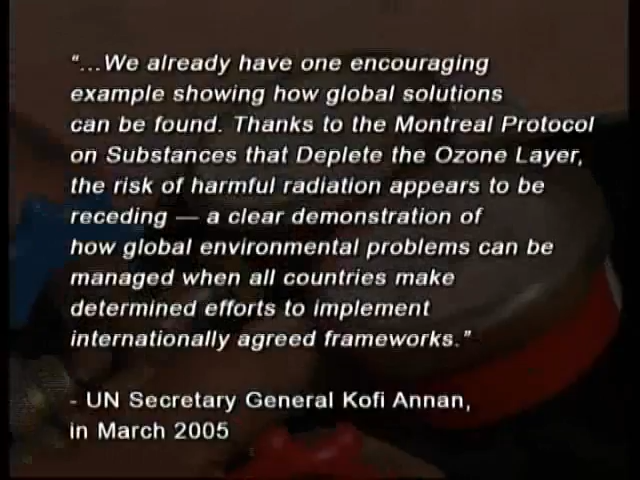 “...We already have one encouraging
example showing how global solutions
can be found. Thanks to the Montreal Protocol
on Substances that Deplete the Ozone Layer,
the risk of harmful radiation appears to be
receding — a clear demonstration of
how global environmental problems can be
managed when all countries make
determined efforts to implement
internationally agreed frameworks.”
- UN Secretary General Kofi Annan,
in March 2005